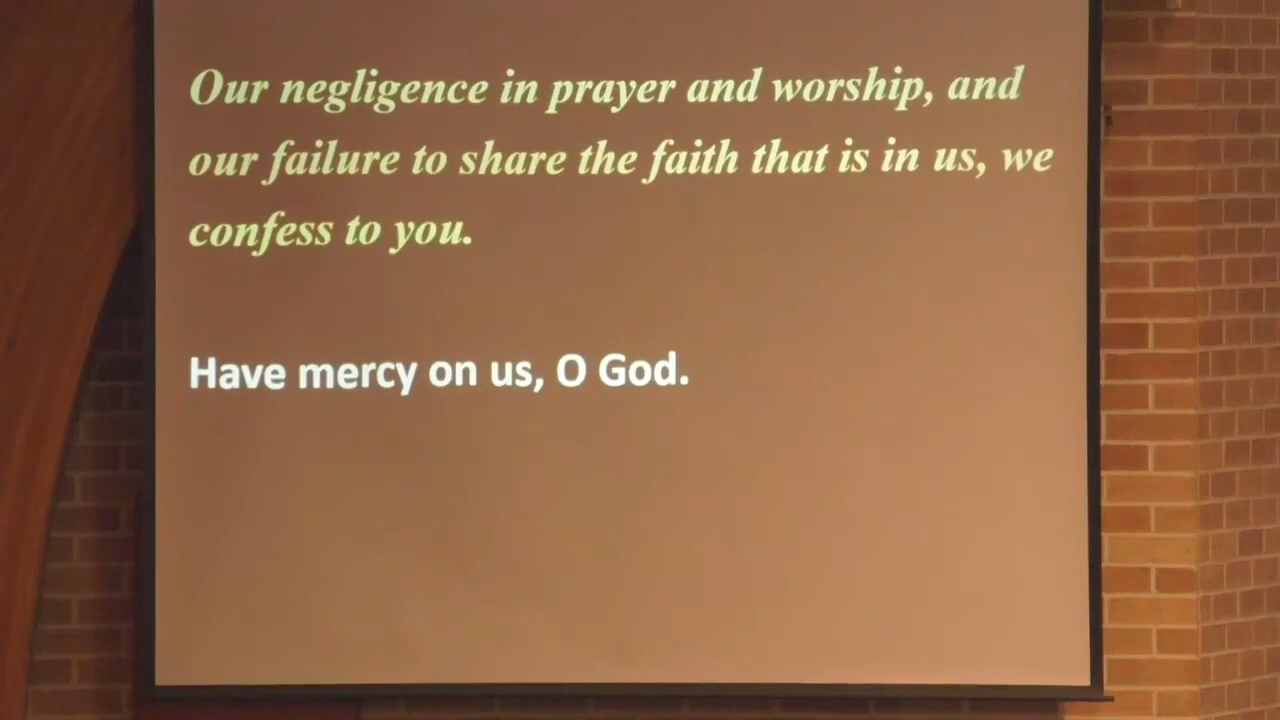 Our negligence in prayer and worship, and
our failure to share the faith that is in us, we
confess to you.
Have mercy on us, O God.